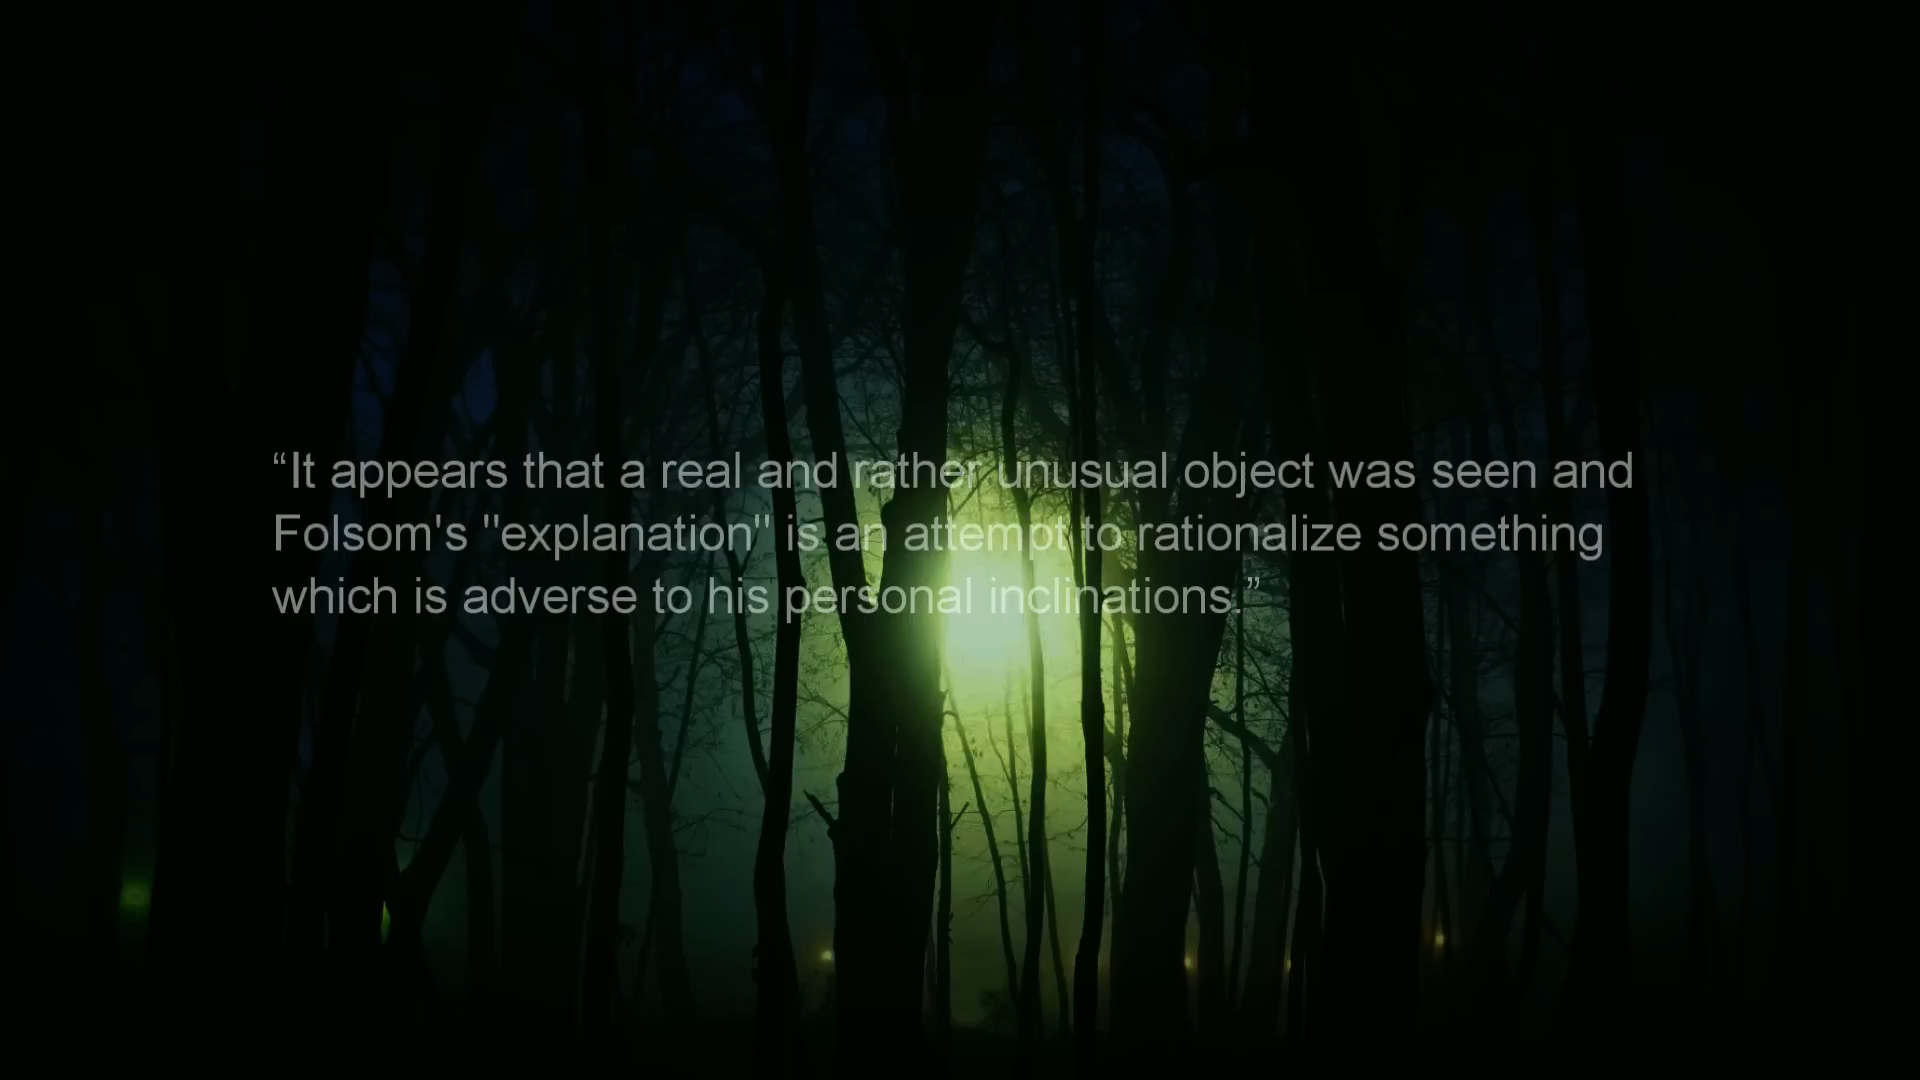 “It appears that a real and rather unusual object was seen and
Folsom's "explanation" is an attempt to rationalize something
which is adverse to his personal inclinations.”